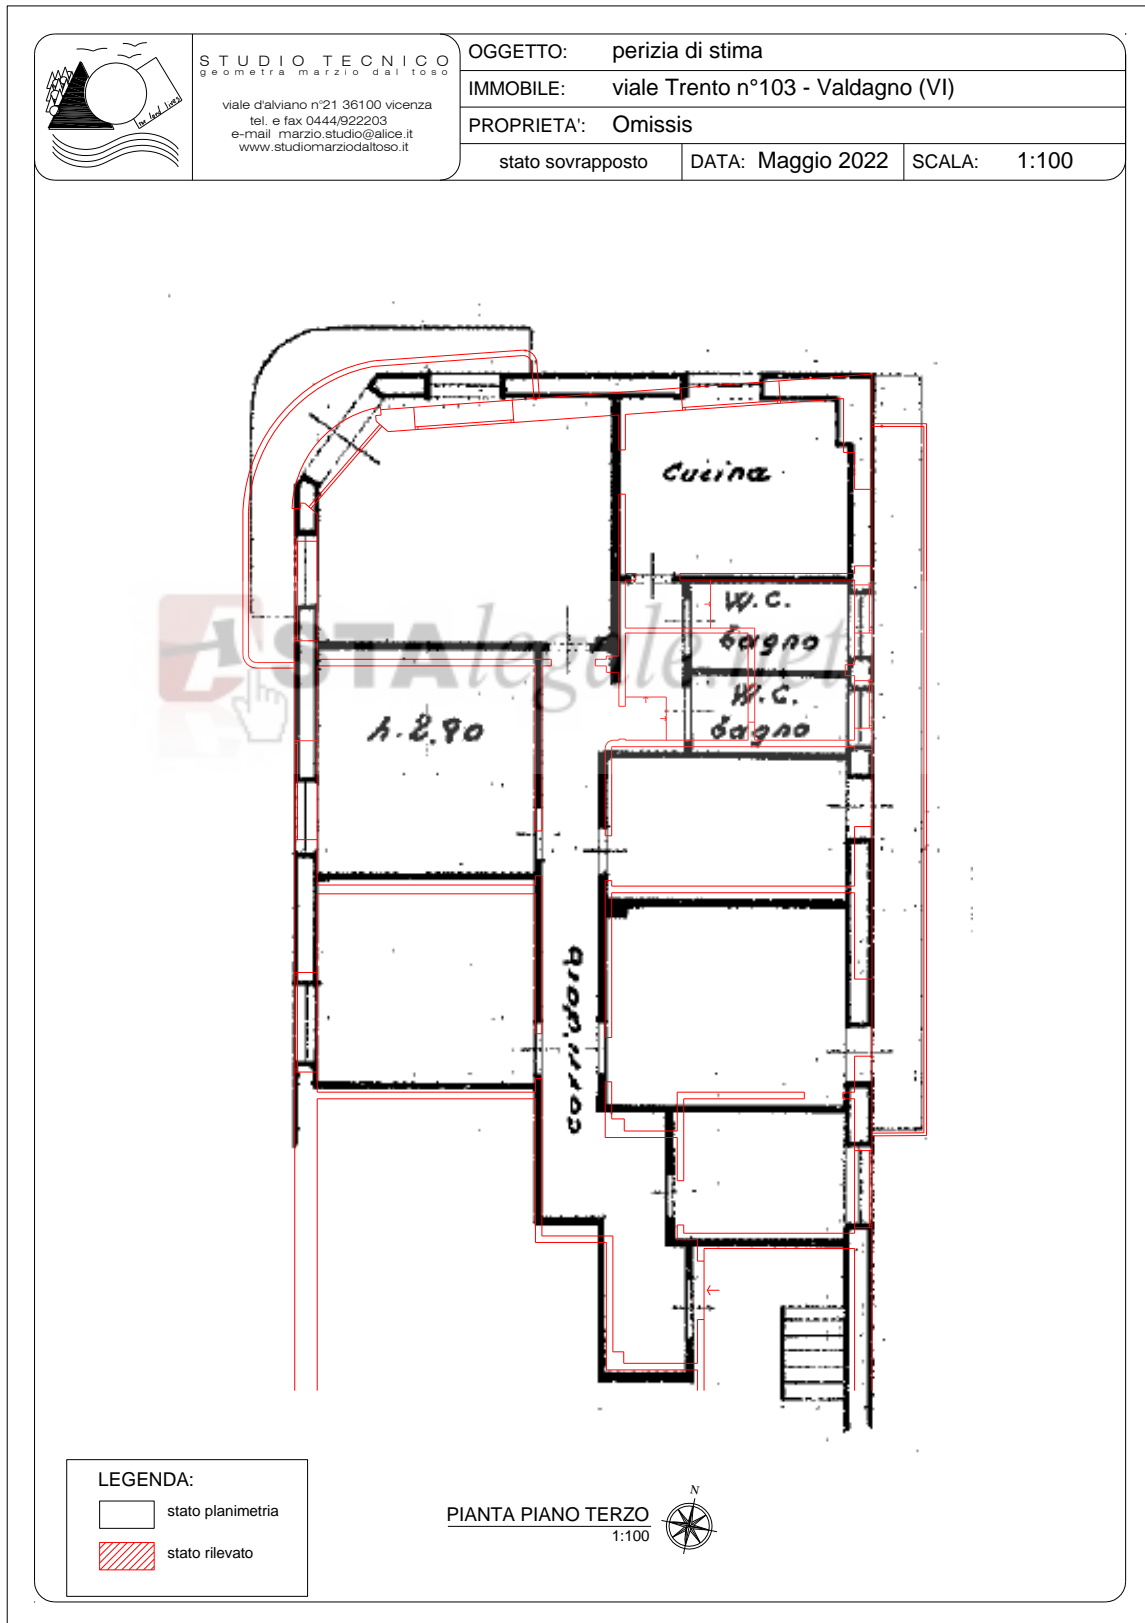 STUDIO TECNICO
geometra marzio dal toso
viale d'alviano n°21 36100 vicenza
tel. e fax 0444/922203
e-mail marzio.studio@alice.it
www.studiomarziodaltoso.it
OGGETTO: perizia di stima
IMMOBILE: viale Trento n°103 - Valdagno (VI)
PROPRIETA': Omissis
stato sovrapposto DATA: Maggio 2022 SCALA: 1:100
Cucina
W.C.
bagno
ASTAlegale.net
W.C.
bagno
h.2.90
corridoio
LEGENDA:
stato planimetria
stato rilevato
PIANTA PIANO TERZO
1:100
N